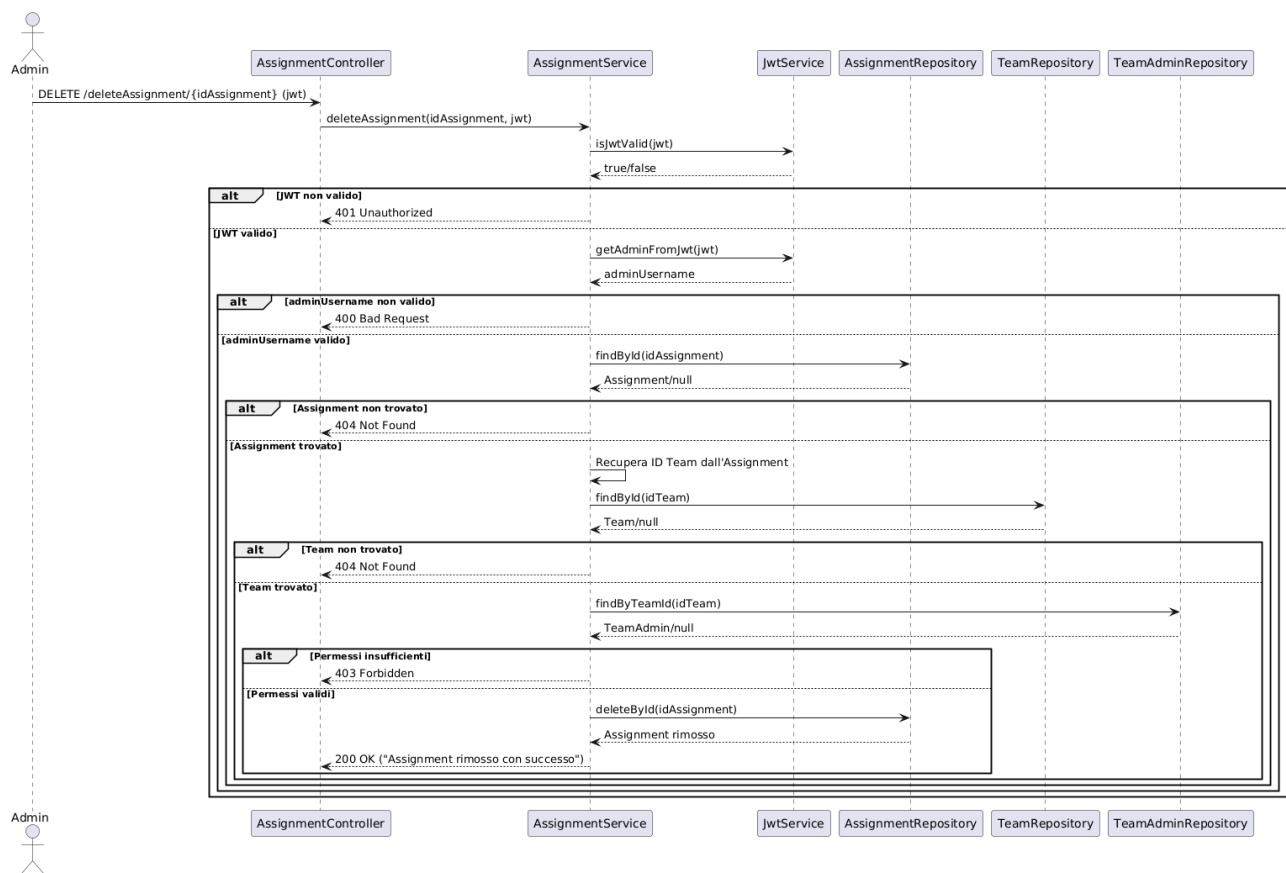 Admin
AssignmentController
AssignmentService
JwtService
AssignmentRepository
TeamRepository
TeamAdminRepository
DELETE /deleteAssignment/{idAssignment} (jwt)
deleteAssignment(idAssignment, jwt)
isJwtValid(jwt)
true/false
alt [JWT non valido]
401 Unauthorized
[JWT valido]
getAdminFromJwt(jwt)
adminUsername
alt [adminUsername non valido]
400 Bad Request
[adminUsername valido]
findById(idAssignment)
Assignment/null
alt [Assignment non trovato]
404 Not Found
[Assignment trovato]
Recupera ID Team dall'Assignment
findById(idTeam)
Team/null
alt [Team non trovato]
404 Not Found
[Team trovato]
findByTeamId(idTeam)
TeamAdmin/null
alt [Permessi insufficienti]
403 Forbidden
[Permessi validi]
deleteById(idAssignment)
Assignment rimosso
200 OK ("Assignment rimosso con successo")
Admin
AssignmentController
AssignmentService
JwtService
AssignmentRepository
TeamRepository
TeamAdminRepository